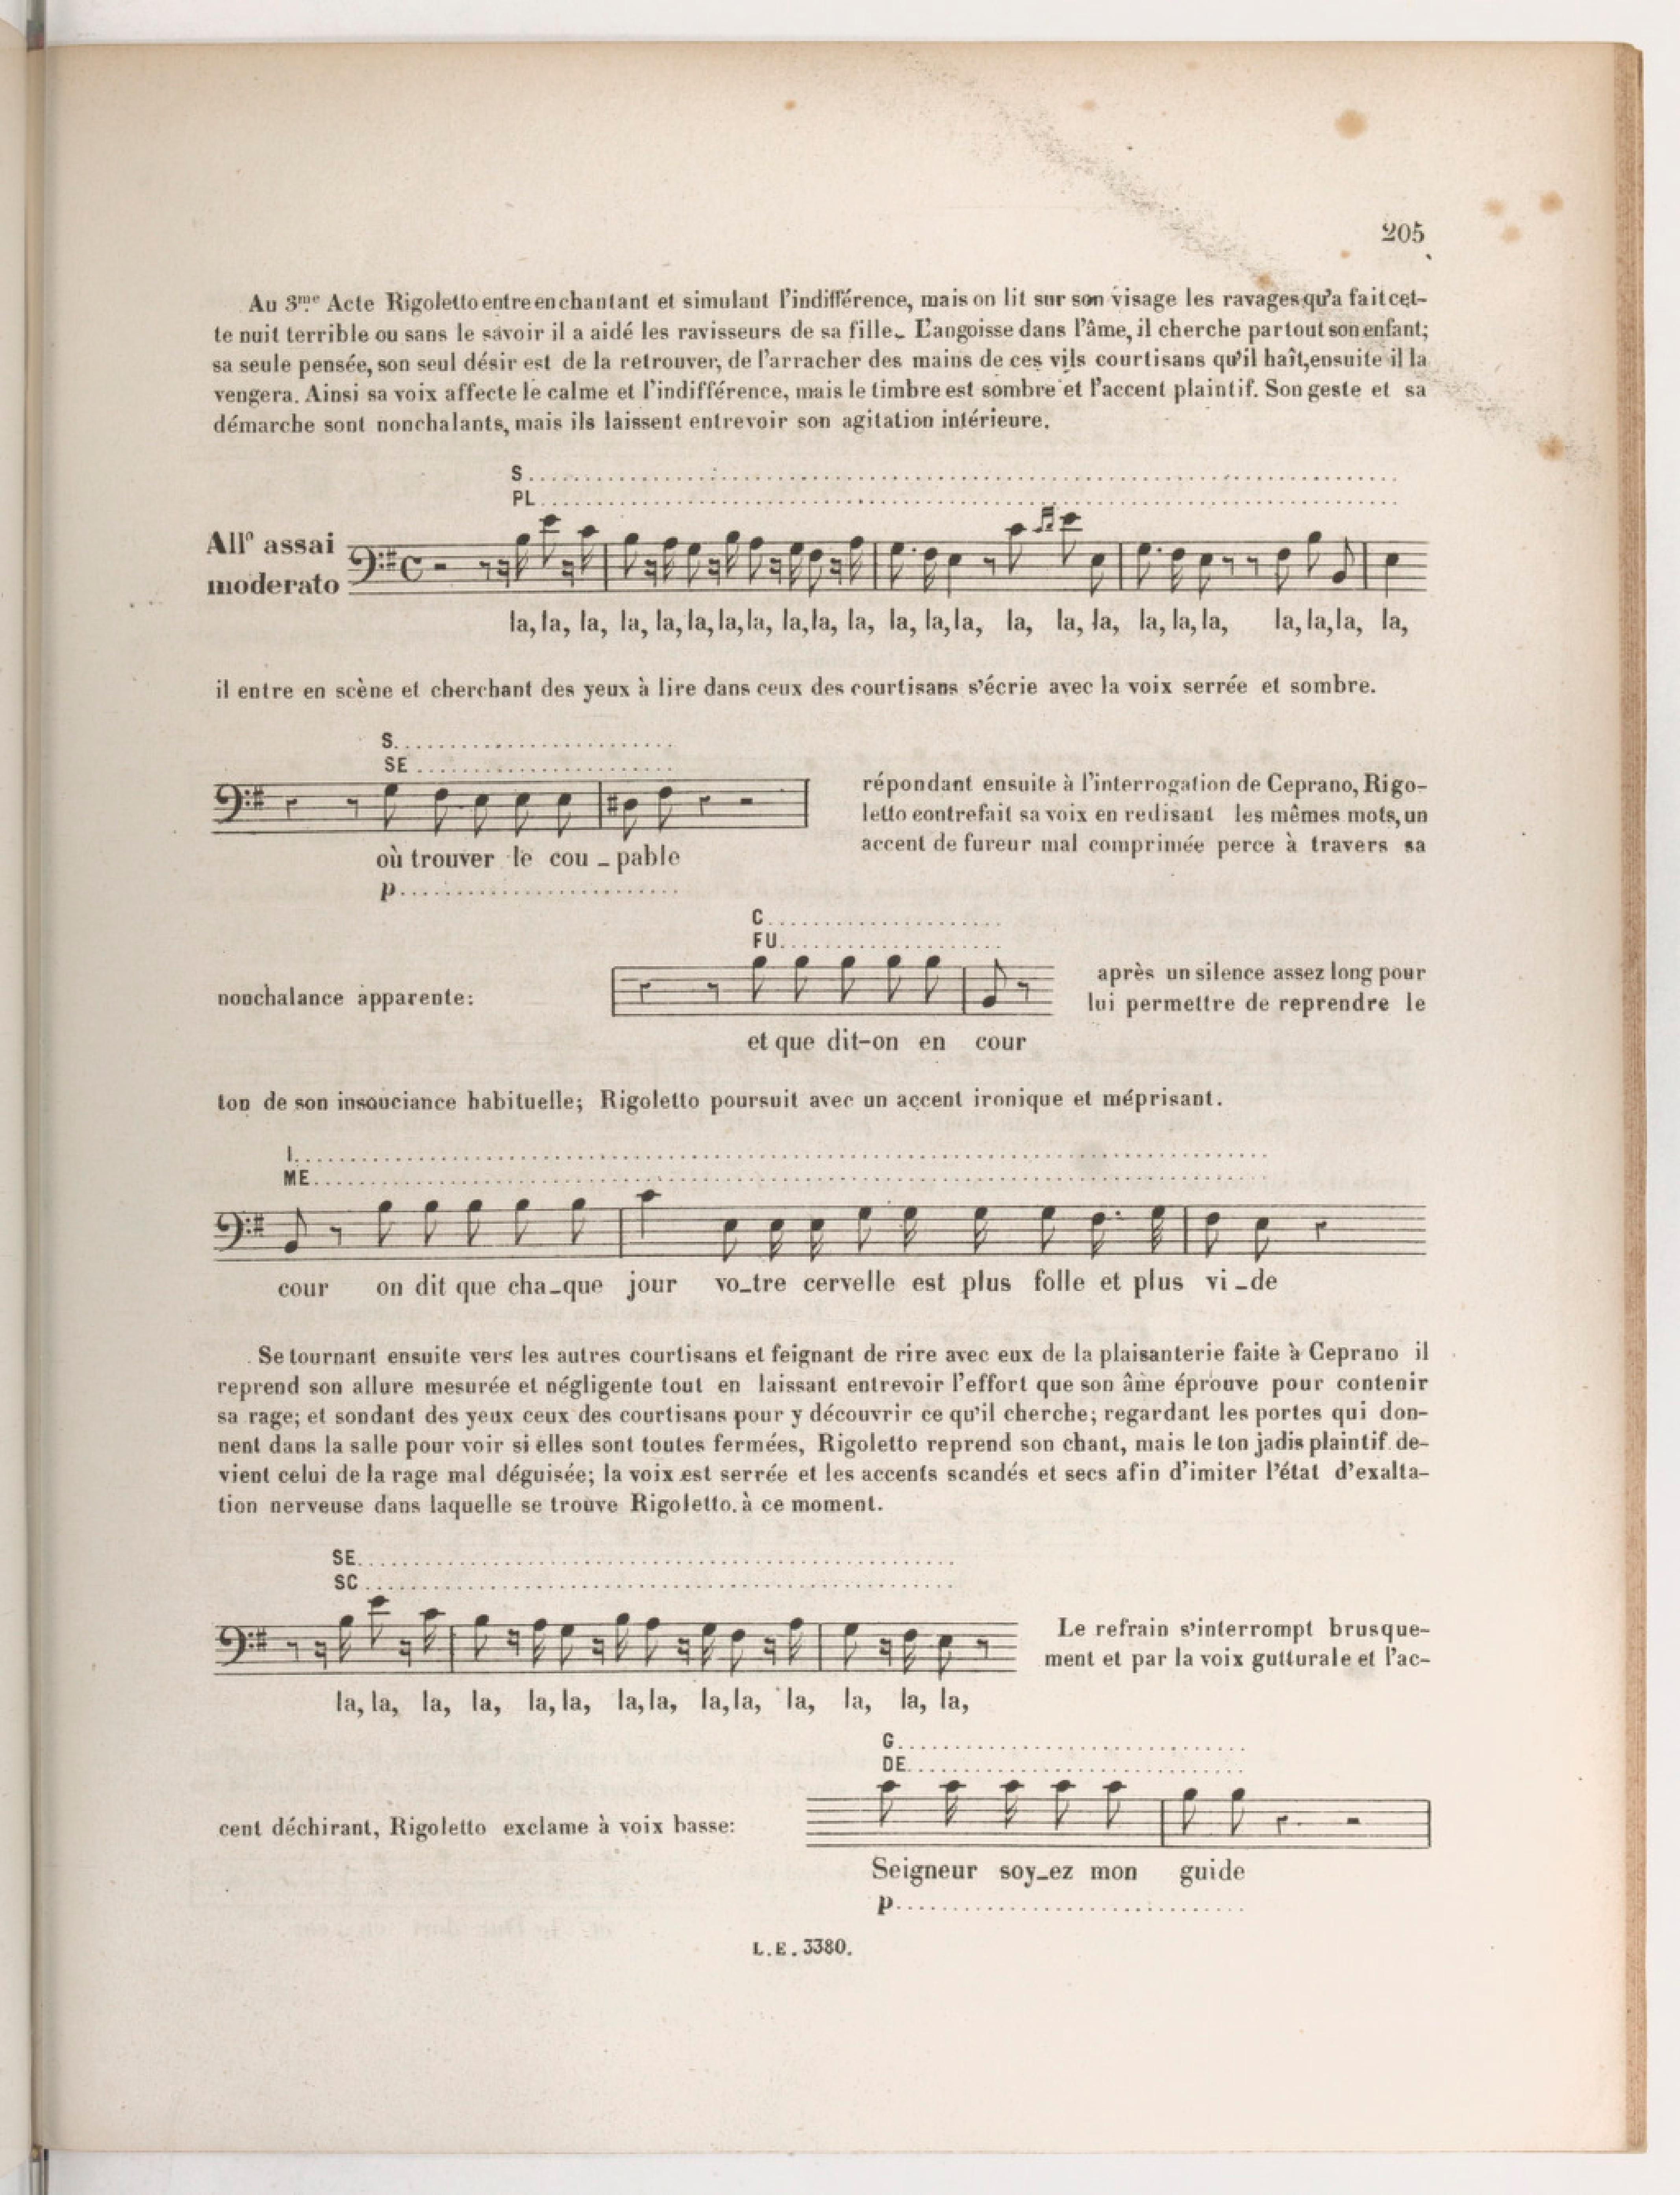 205
Au 3me Acte Rigoletto entre en chantant et simulant l'indifférence, mais on lit sur son visage les ravages qu'a fait cet-
te nuit terrible ou sans le savoir il a aidé les ravisseurs de sa fille. L'angoisse dans l'âme, il cherche partout son enfant;
sa seule pensée, son seul désir est de la retrouver, de l'arracher des mains de ces vils courtisans qu'il haît, ensuite il la
vengera. Ainsi sa voix affecte le calme et l'indifférence, mais le timbre est sombre et l'accent plaintif. Son geste et sa
démarche sont nonchalants, mais ils laissent entrevoir son agitation intérieure.
S
PL
All° assai
moderato
la, la, la, la, la, la, la, la, la, la, la, la, la, la, la, la, la, la, la, la, la, la, la, la,
il entre en scène et cherchant des yeux à lire dans ceux des courtisans s'écrie avec la voix serrée et sombre.
S
SE
où trouver le cou_pable
p
répondant ensuite à l'interrogation de Ceprano, Rigo-
letto contrefait sa voix en redisant les mêmes mots, un
accent de fureur mal comprimée perce à travers sa
C
FU
nonchalance apparente:
et que dit-on en cour
après un silence assez long pour
lui permettre de reprendre le
ton de son insouciance habituelle; Rigoletto poursuit avec un accent ironique et méprisant.
I
ME
cour on dit que cha_que jour vo_tre cervelle est plus folle et plus vi_de
Se tournant ensuite vers les autres courtisans et feignant de rire avec eux de la plaisanterie faite à Ceprano il
reprend son allure mesurée et négligente tout en laissant entrevoir l'effort que son âme éprouve pour contenir
sa rage; et sondant des yeux ceux des courtisans pour y découvrir ce qu'il cherche; regardant les portes qui don-
nent dans la salle pour voir si elles sont toutes fermées, Rigoletto reprend son chant, mais le ton jadis plaintif de-
vient celui de la rage mal déguisée; la voix est serrée et les accents scandés et secs afin d'imiter l'état d'exalta-
tion nerveuse dans laquelle se trouve Rigoletto. à ce moment.
SE
SC
la, la, la, la, la, la, la, la, la, la, la, la, la, la,
Le refrain s'interrompt brusque-
ment et par la voix gutturale et l'ac-
G
DE
cent déchirant, Rigoletto exclame à voix basse:
Seigneur soy_ez mon guide
p
L.E. 3380.